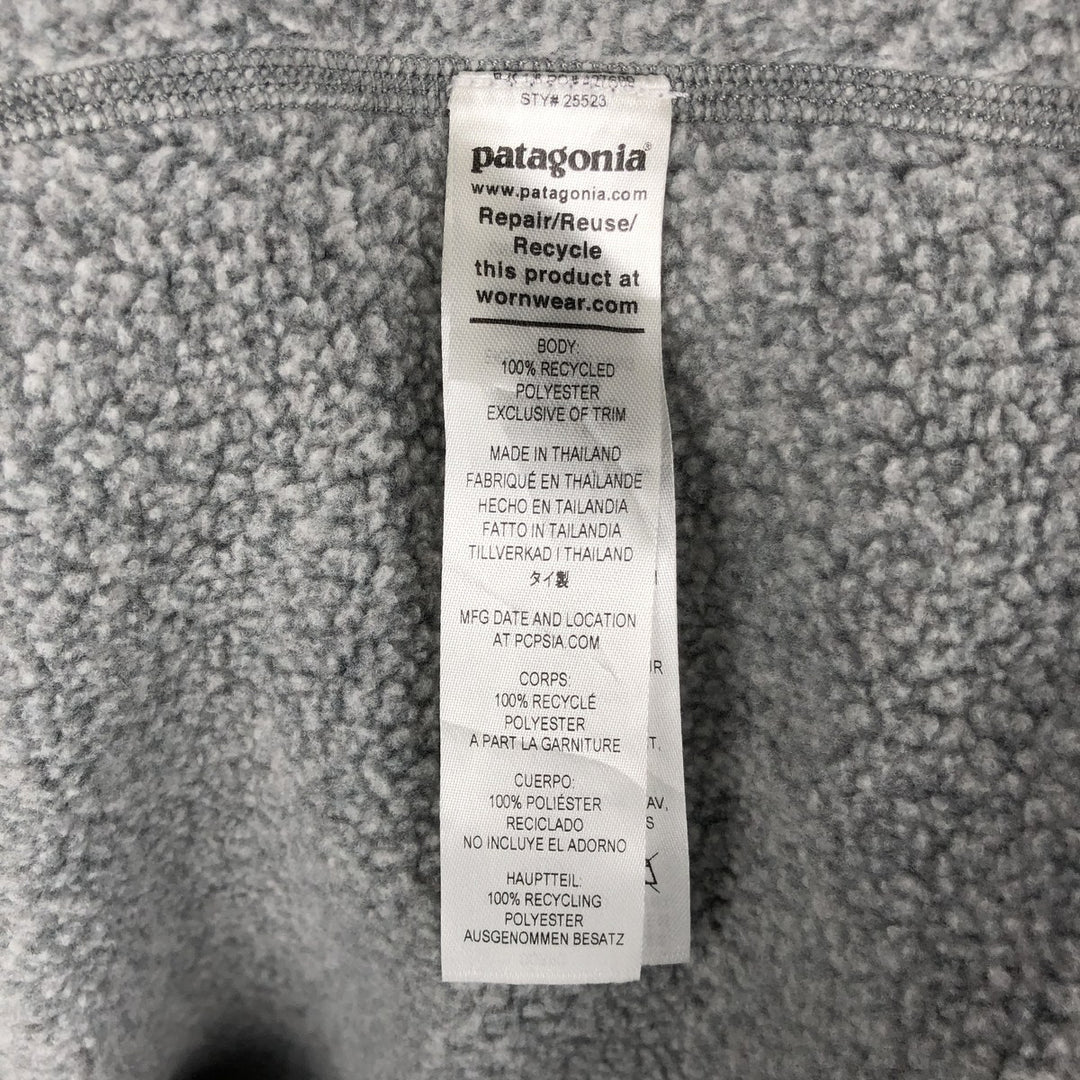 STY# 25523
patagonia®
www.patagonia.com
Repair/Reuse/
Recycle
this product at
wornwear.com
BODY:
100% RECYCLED
POLYESTER
EXCLUSIVE OF TRIM
MADE IN THAILAND
FABRIQUÉ EN THAÏLANDE
HECHO EN TAILANDIA
FATTO IN TAILANDIA
TILLVERKAD I THAILAND
タイ製
MFG DATE AND LOCATION
AT PCPSIA.COM
CORPS:
100% RECYCLÉ
POLYESTER
A PART LA GARNITURE
CUERPO:
100% POLIÉSTER
RECICLADO
NO INCLUYE EL ADORNO
HAUPTTEIL:
100% RECYCLING
POLYESTER
AUSGENOMMEN BESATZ